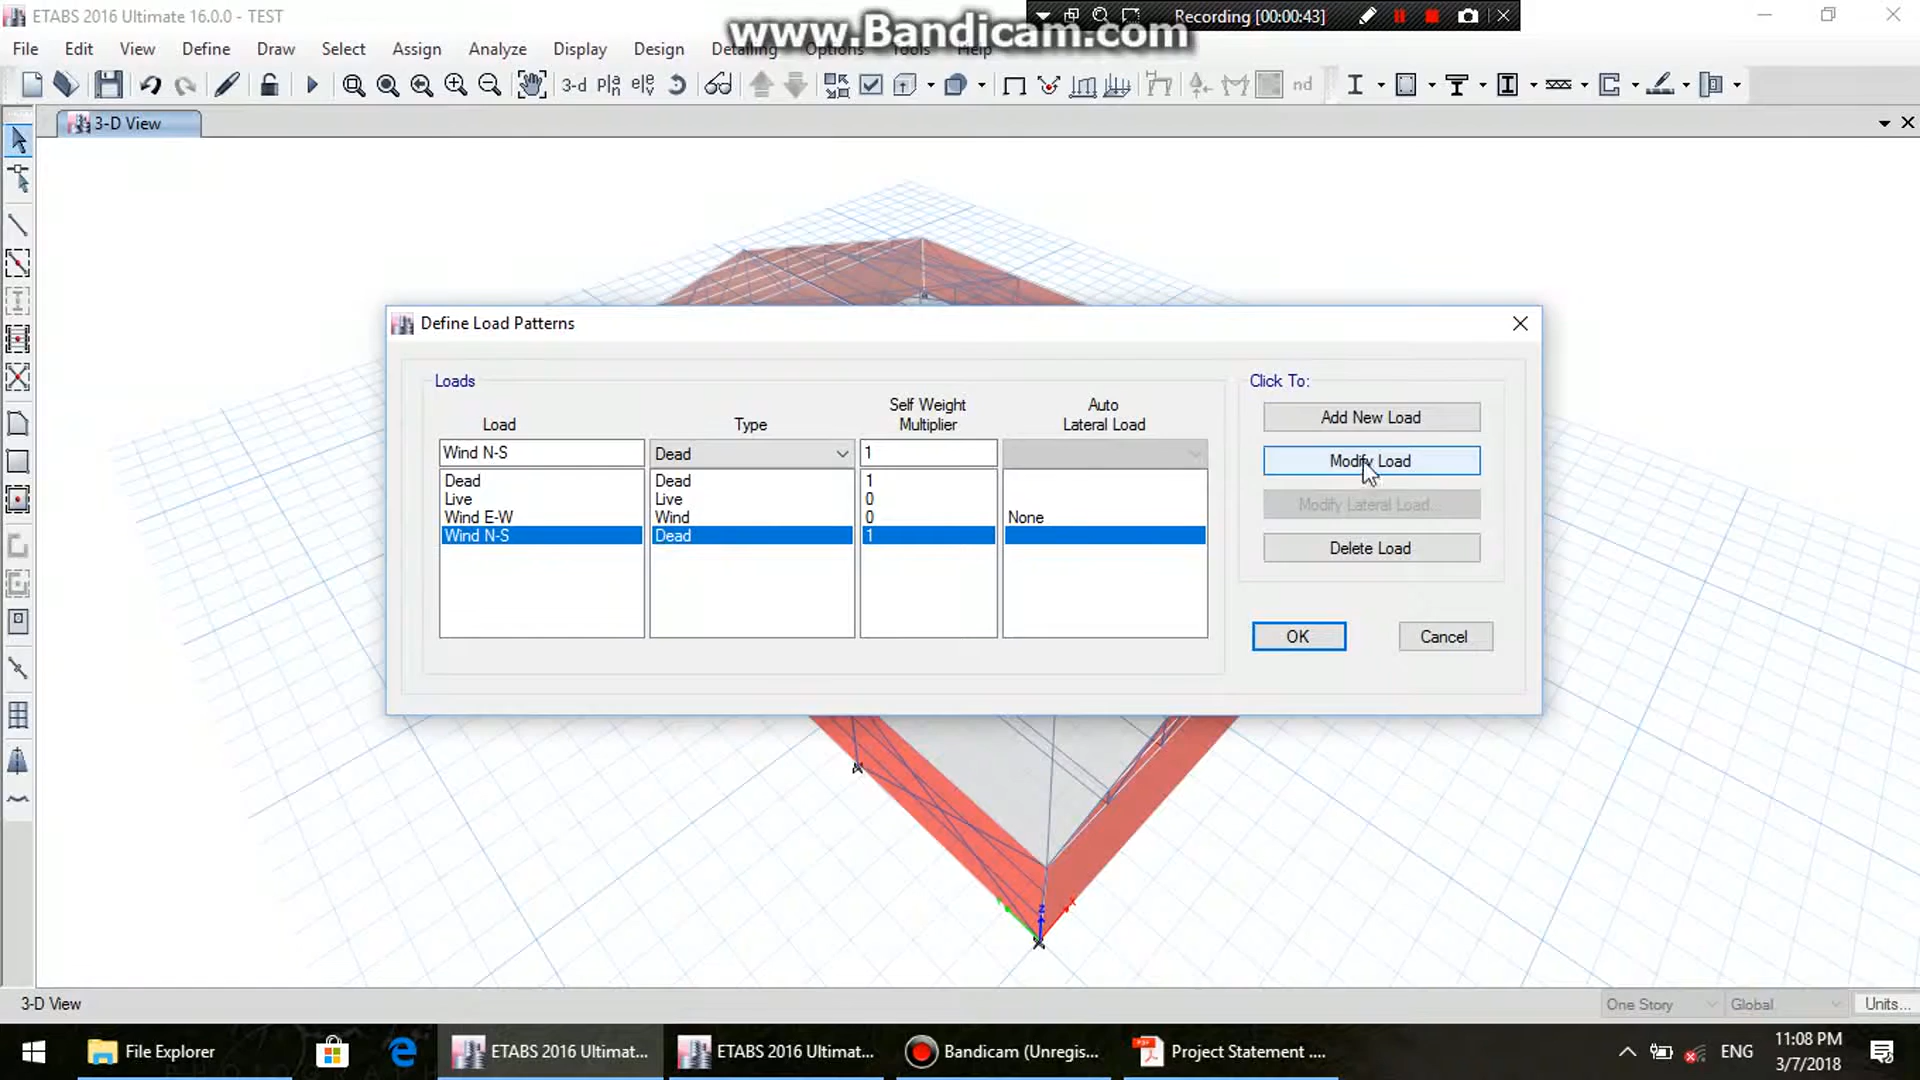 ETABS 2016 Ultimate 16.0.0 - TEST
www.Bandicam.com
Recording [00:00:43]
File Edit View Define Draw Select Assign Analyze Display Design Detailing Options Tools Help
3-d
nd
3-D View
Define Load Patterns
Loads
Click To:
Load
Type
Self Weight
Multiplier
Auto
Lateral Load
Add New Load
Wind N-S Dead 1
Modify Load
Dead Dead 1
Live Live 0
Wind E-W Wind 0 None
Wind N-S Dead 1
Modify Lateral Load...
Delete Load
OK
Cancel
Z
X
3-D View
One Story
Global
Units...
File Explorer
ETABS 2016 Ultimat...
ETABS 2016 Ultimat...
Bandicam (Unregis...
Project Statement ....
ENG
11:08 PM
3/7/2018